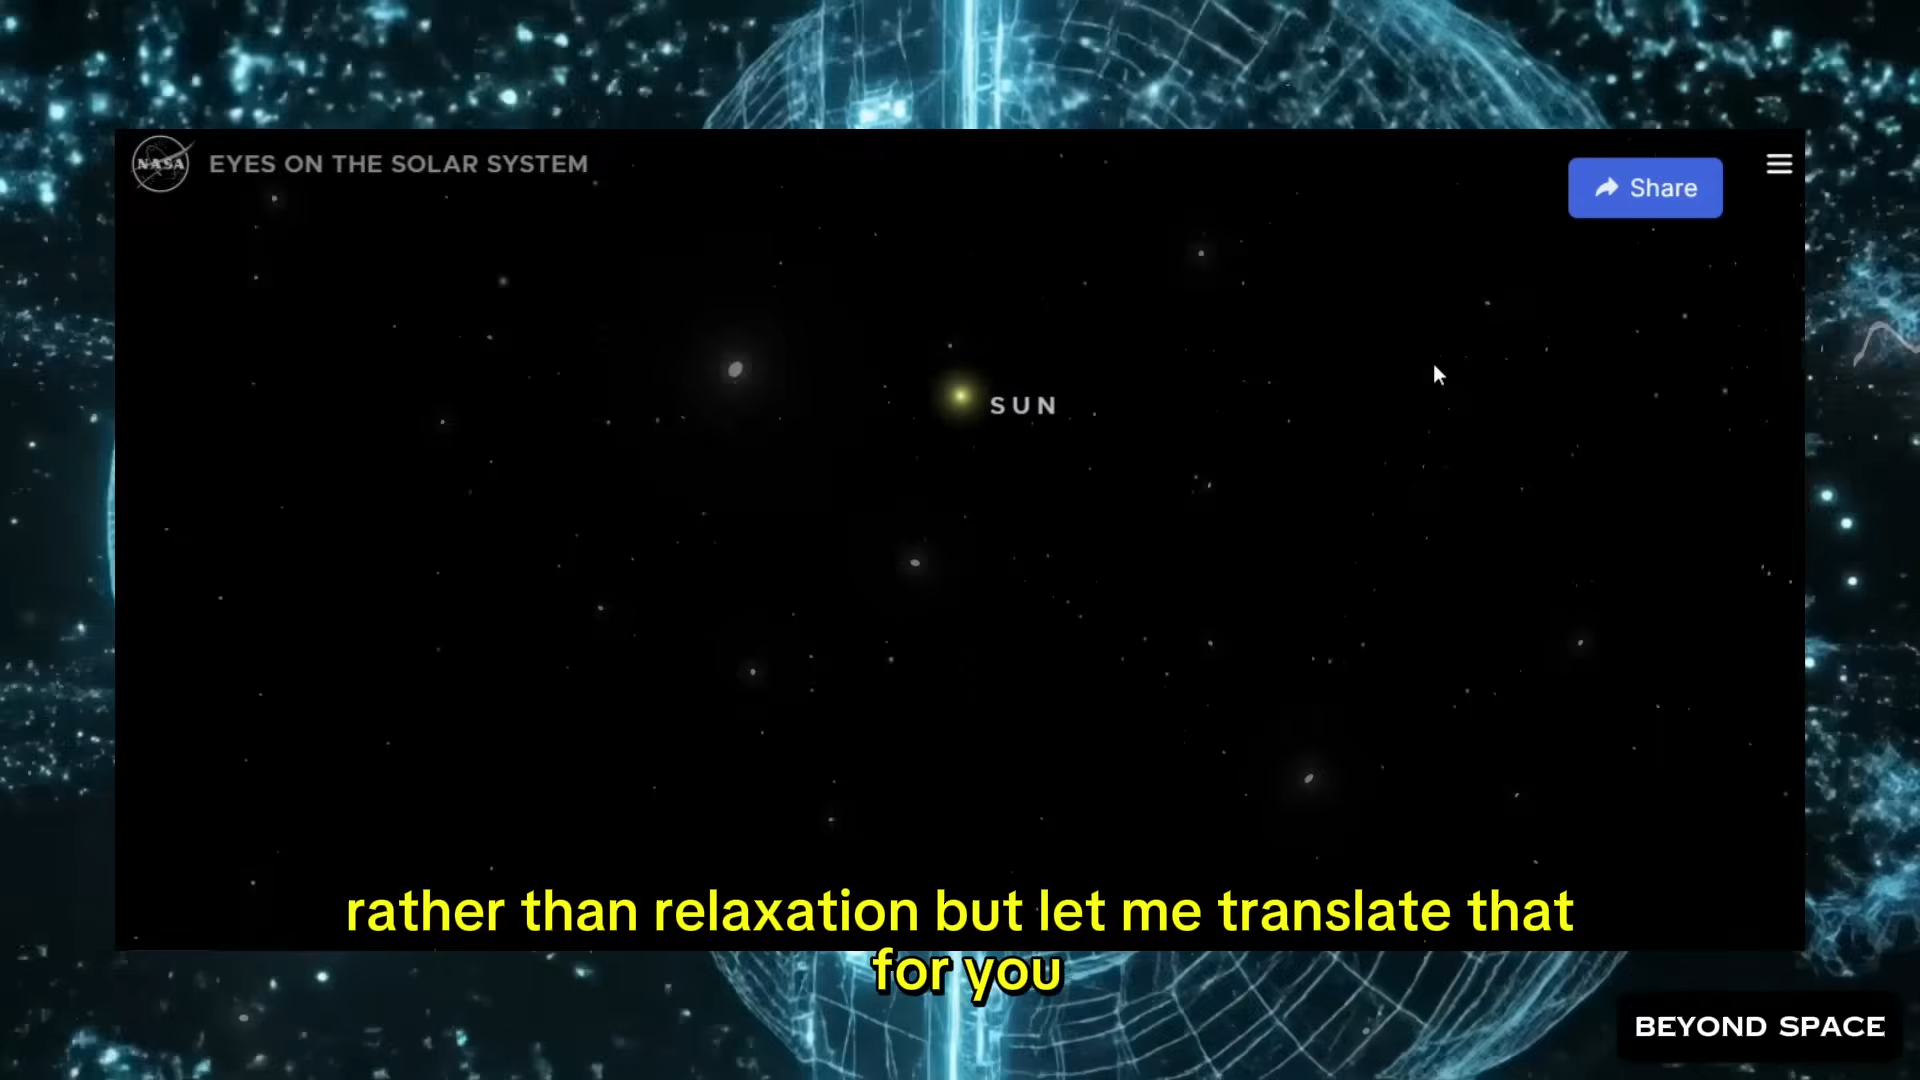 NASA
EYES ON THE SOLAR SYSTEM
Share
SUN
rather than relaxation but let me translate that
for you
BEYOND SPACE